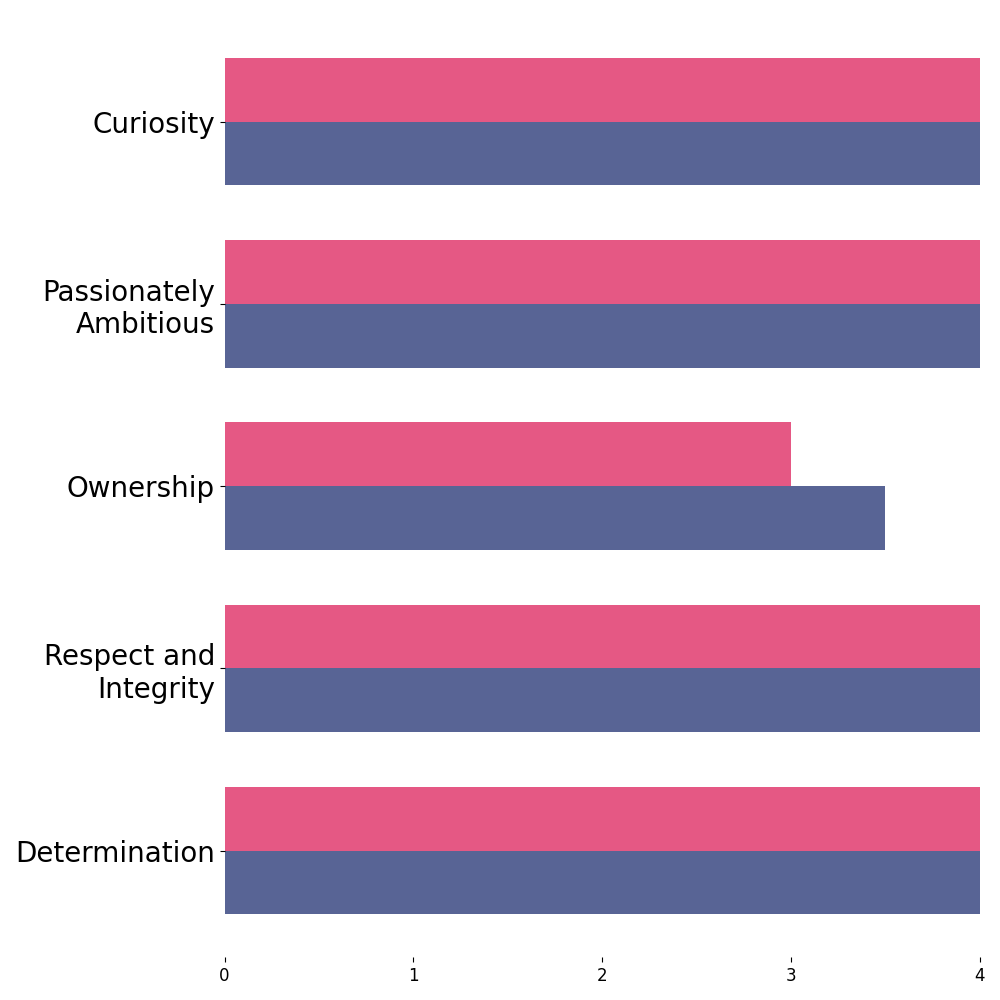 Curiosity
Passionately
Ambitious
Ownership
Respect and
Integrity
Determination
0 1 2 3 4